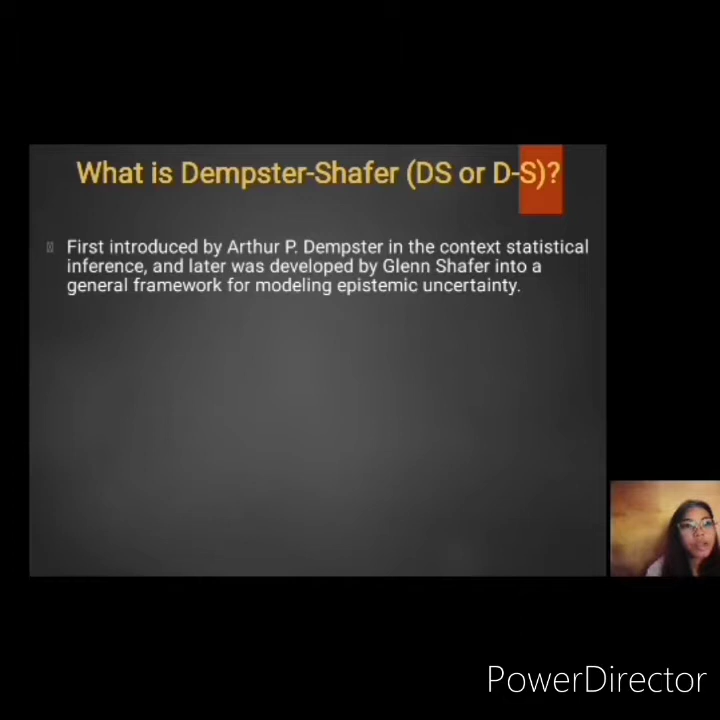 What is Dempster-Shafer (DS or D-S)?
First introduced by Arthur P. Dempster in the context statistical
inference, and later was developed by Glenn Shafer into a
general framework for modeling epistemic uncertainty.
PowerDirector